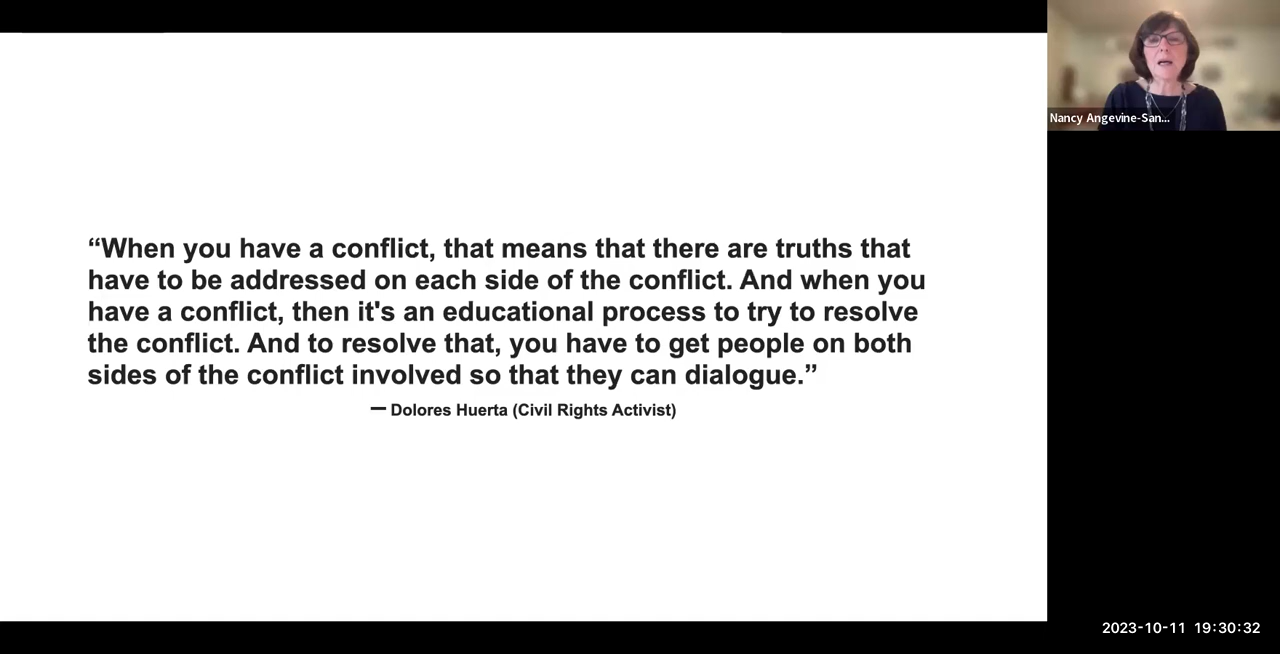 “When you have a conflict, that means that there are truths that
have to be addressed on each side of the conflict. And when you
have a conflict, then it's an educational process to try to resolve
the conflict. And to resolve that, you have to get people on both
sides of the conflict involved so that they can dialogue.”
— Dolores Huerta (Civil Rights Activist)
Nancy Angevine-San...
2023-10-11 19:30:32